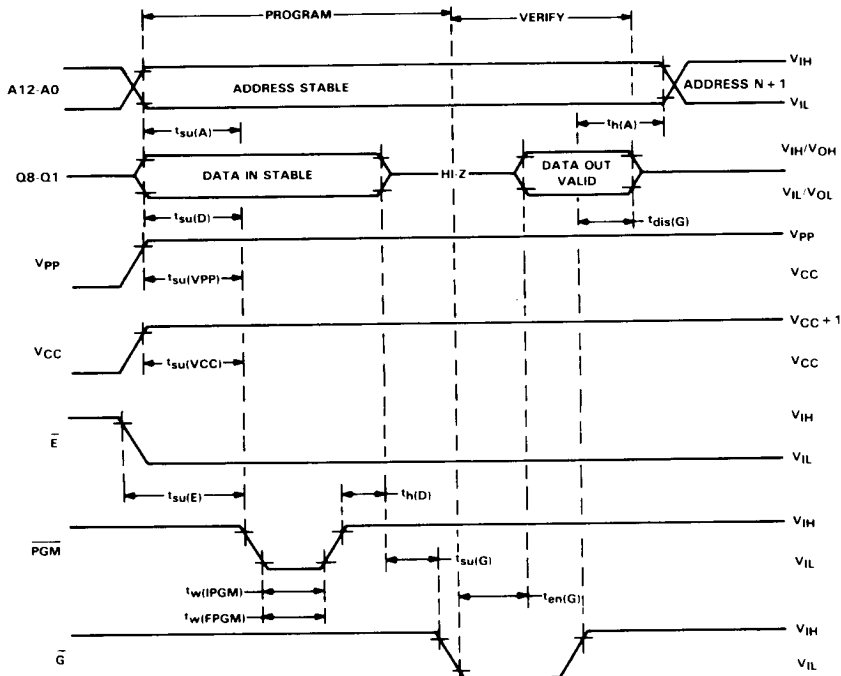 PROGRAM
VERIFY
A12-A0
ADDRESS STABLE
ADDRESS N + 1
VIH
VIL
tsu(A)
th(A)
Q8-Q1
DATA IN STABLE
HI-Z
DATA OUT
VALID
VIH/VOH
VIL/VOL
tsu(D)
tdis(G)
VPP
VPP
VCC
tsu(VPP)
VCC
VCC + 1
VCC
tsu(VCC)
E̅
VIH
VIL
tsu(E)
th(D)
P̅G̅M̅
VIH
VIL
tsu(G)
tw(IPGM)
ten(G)
tw(FPGM)
G̅
VIH
VIL